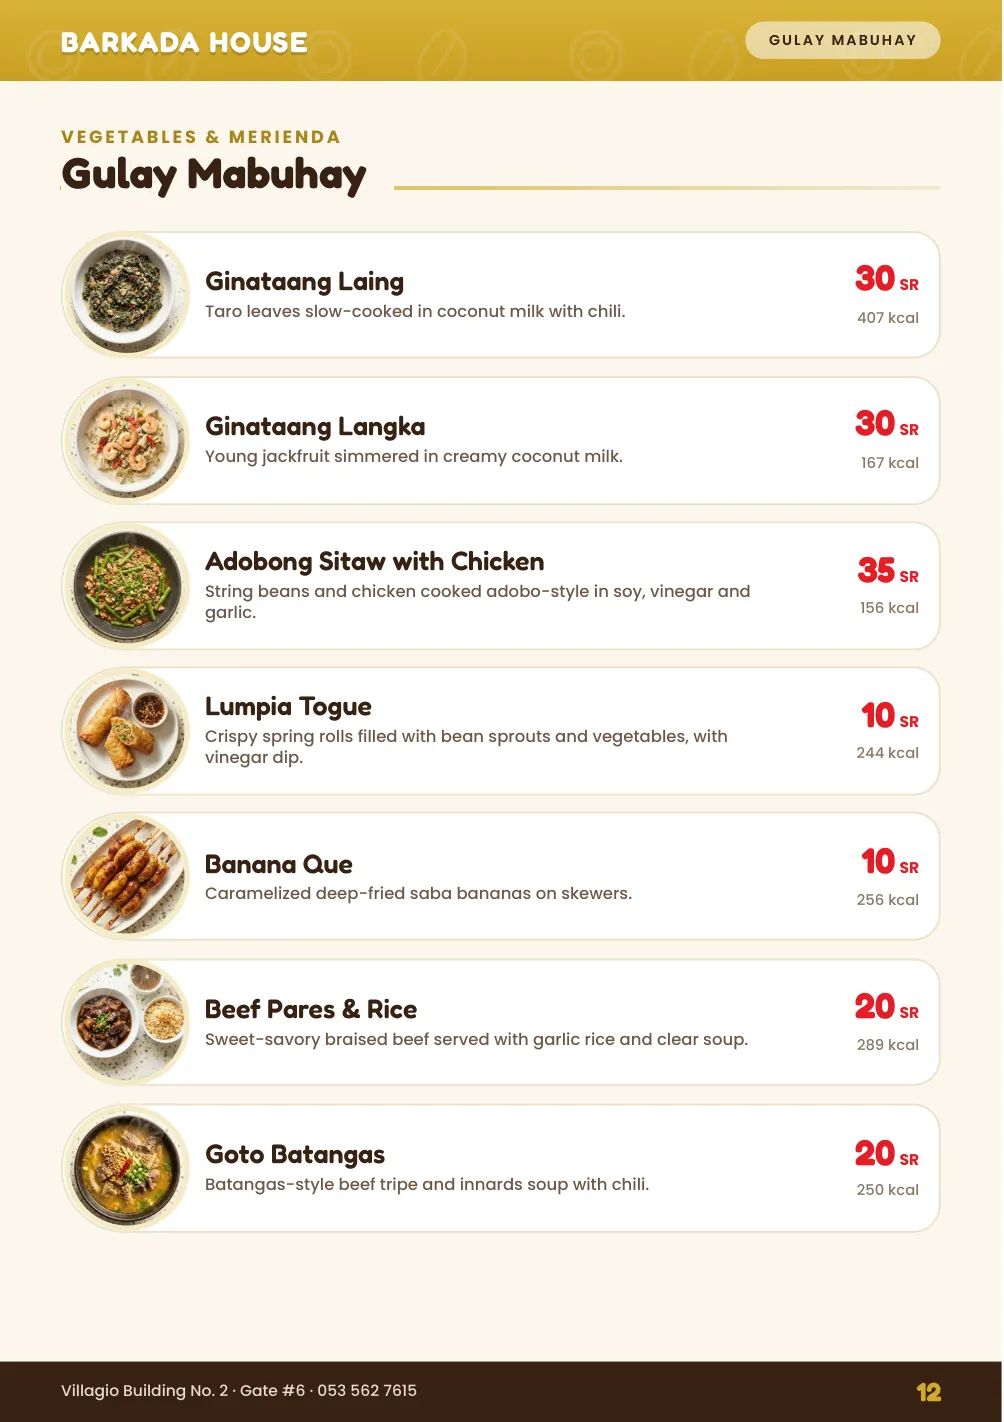 BARKADA HOUSE
GULAY MABUHAY
VEGETABLES & MERIENDA
Gulay Mabuhay
Ginataang Laing
Taro leaves slow-cooked in coconut milk with chili.
30 SR
407 kcal
Ginataang Langka
Young jackfruit simmered in creamy coconut milk.
30 SR
167 kcal
Adobong Sitaw with Chicken
String beans and chicken cooked adobo-style in soy, vinegar and
garlic.
35 SR
156 kcal
Lumpia Togue
Crispy spring rolls filled with bean sprouts and vegetables, with
vinegar dip.
10 SR
244 kcal
Banana Que
Caramelized deep-fried saba bananas on skewers.
10 SR
256 kcal
Beef Pares & Rice
Sweet-savory braised beef served with garlic rice and clear soup.
20 SR
289 kcal
Goto Batangas
Batangas-style beef tripe and innards soup with chili.
20 SR
250 kcal
Villagio Building No. 2 · Gate #6 · 053 562 7615
12